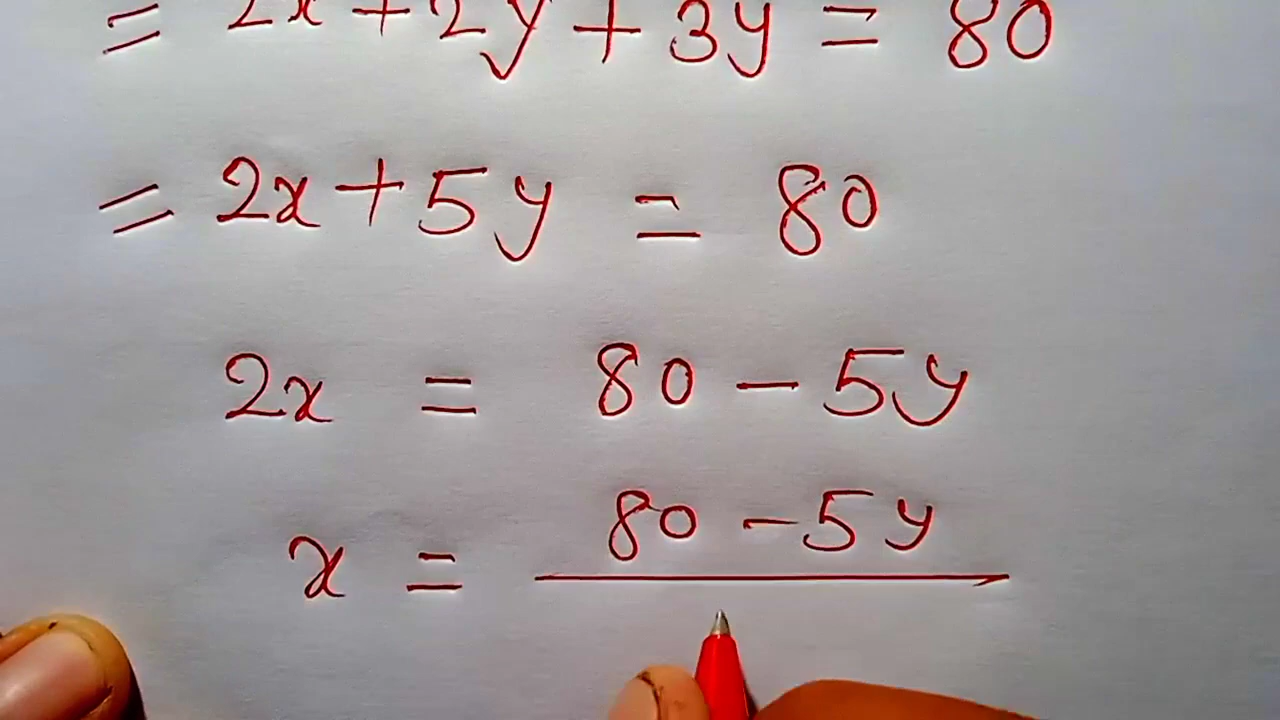 = 2x + 2y + 3y = 80
= 2x + 5y = 80
2x = 80 - 5y
x = 80 - 5y